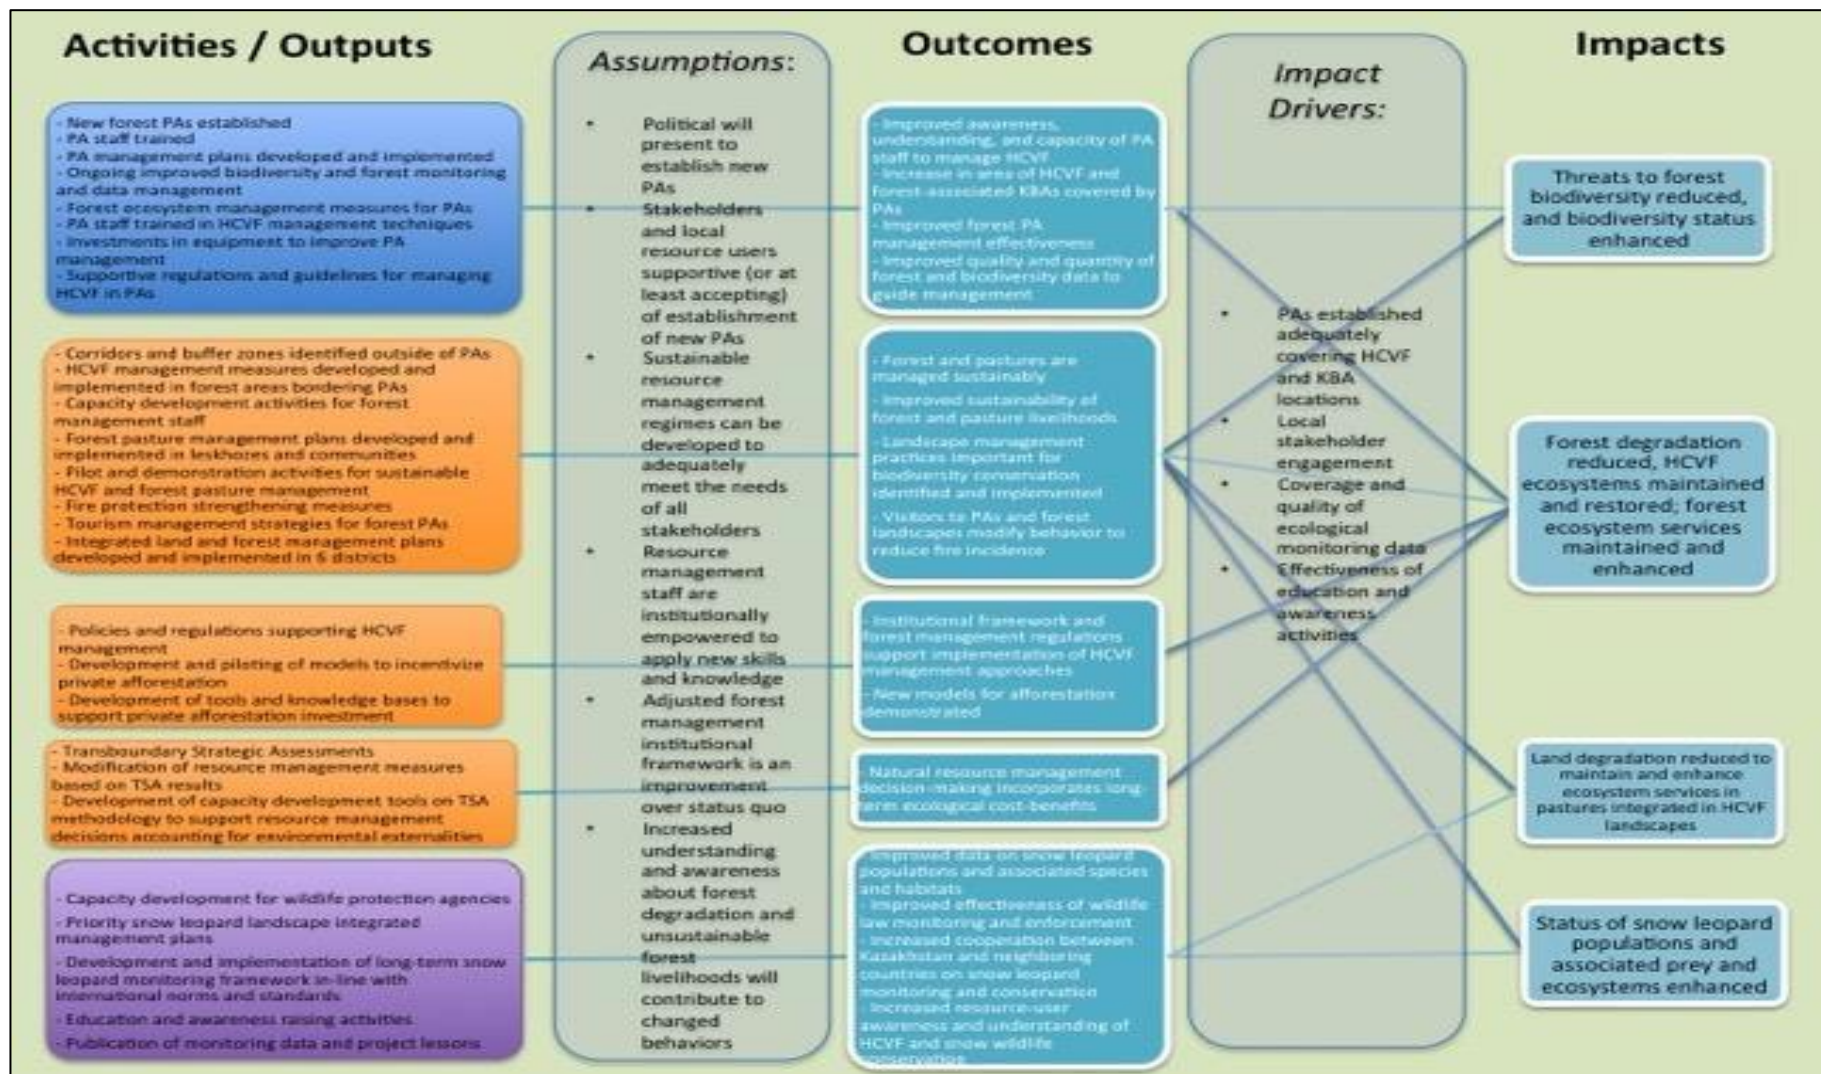 Activities / Outputs
- New forest PAs established
- PA staff trained
- PA management plans developed and implemented
- Ongoing improved biodiversity and forest monitoring
and data management
- Forest ecosystem management measures for PAs
- PA staff trained in HCVF management techniques
- Investments in equipment to improve PA
management
- Supportive regulations and guidelines for managing
HCVF in PAs
- Corridors and buffer zones identified outside of PAs
- HCVF management measures developed and
implemented in forest areas bordering PAs
- Capacity development activities for forest
management staff
- Forest pasture management plans developed and
implemented in leskhozes and communities
- Pilot and demonstration activities for sustainable
HCVF and forest pasture management
- Fire protection strengthening measures
- Tourism management strategies for forest PAs
- Integrated land and forest management plans
developed and implemented in 6 districts
- Policies and regulations supporting HCVF
management
- Development and piloting of models to incentivize
private afforestation
- Development of tools and knowledge bases to
support private afforestation investment
- Transboundary Strategic Assessments
- Modification of resource management measures
based on TSA results
- Development of capacity development tools on TSA
methodology to support resource management
decisions accounting for environmental externalities
- Capacity development for wildlife protection agencies
- Priority snow leopard landscape integrated
management plans
- Development and implementation of long-term snow
leopard monitoring framework in-line with
international norms and standards
- Education and awareness raising activities
- Publication of monitoring data and project lessons
Assumptions:
• Political will
present to
establish new
PAs
• Stakeholders
and local
resource users
supportive (or at
least accepting)
of establishment
of new PAs
• Sustainable
resource
management
regimes can be
developed to
adequately
meet the needs
of all
stakeholders
• Resource
management
staff are
institutionally
empowered to
apply new skills
and knowledge
• Adjusted forest
management
institutional
framework is an
improvement
over status quo
• Increased
understanding
and awareness
about forest
degradation and
unsustainable
forest
livelihoods will
contribute to
changed
behaviors
Outcomes
- Improved awareness,
understanding, and capacity of PA
staff to manage HCVF
- Increase in area of HCVF and
forest-associated KBAs covered by
PAs
- Improved forest PA
management effectiveness
- Improved quality and quantity of
forest and biodiversity data to
guide management
- Forest and pastures are
managed sustainably
- Improved sustainability of
forest and pasture livelihoods
- Landscape management
practices important for
biodiversity conservation
identified and implemented
- Visitors to PAs and forest
landscapes modify behavior to
reduce fire incidence
- Institutional framework and
forest management regulations
support implementation of HCVF
management approaches
- New models for afforestation
demonstrated
- Natural resource management
decision-making incorporates long-
term ecological cost-benefits
- Improved data on snow leopard
populations and associated species
and habitats
- Improved effectiveness of wildlife
law monitoring and enforcement
- Increased cooperation between
Kazakhstan and neighboring
countries on snow leopard
monitoring and conservation
- Increased resource-user
awareness and understanding of
HCVF and snow wildlife
conservation
Impact
Drivers:
• PAs established
adequately
covering HCVF
and KBA
locations
• Local
stakeholder
engagement
• Coverage and
quality of
ecological
monitoring data
• Effectiveness of
education and
awareness
activities
Impacts
Threats to forest
biodiversity reduced,
and biodiversity status
enhanced
Forest degradation
reduced, HCVF
ecosystems maintained
and restored; forest
ecosystem services
maintained and
enhanced
Land degradation reduced to
maintain and enhance
ecosystem services in
pastures integrated in HCVF
landscapes
Status of snow leopard
populations and
associated prey and
ecosystems enhanced